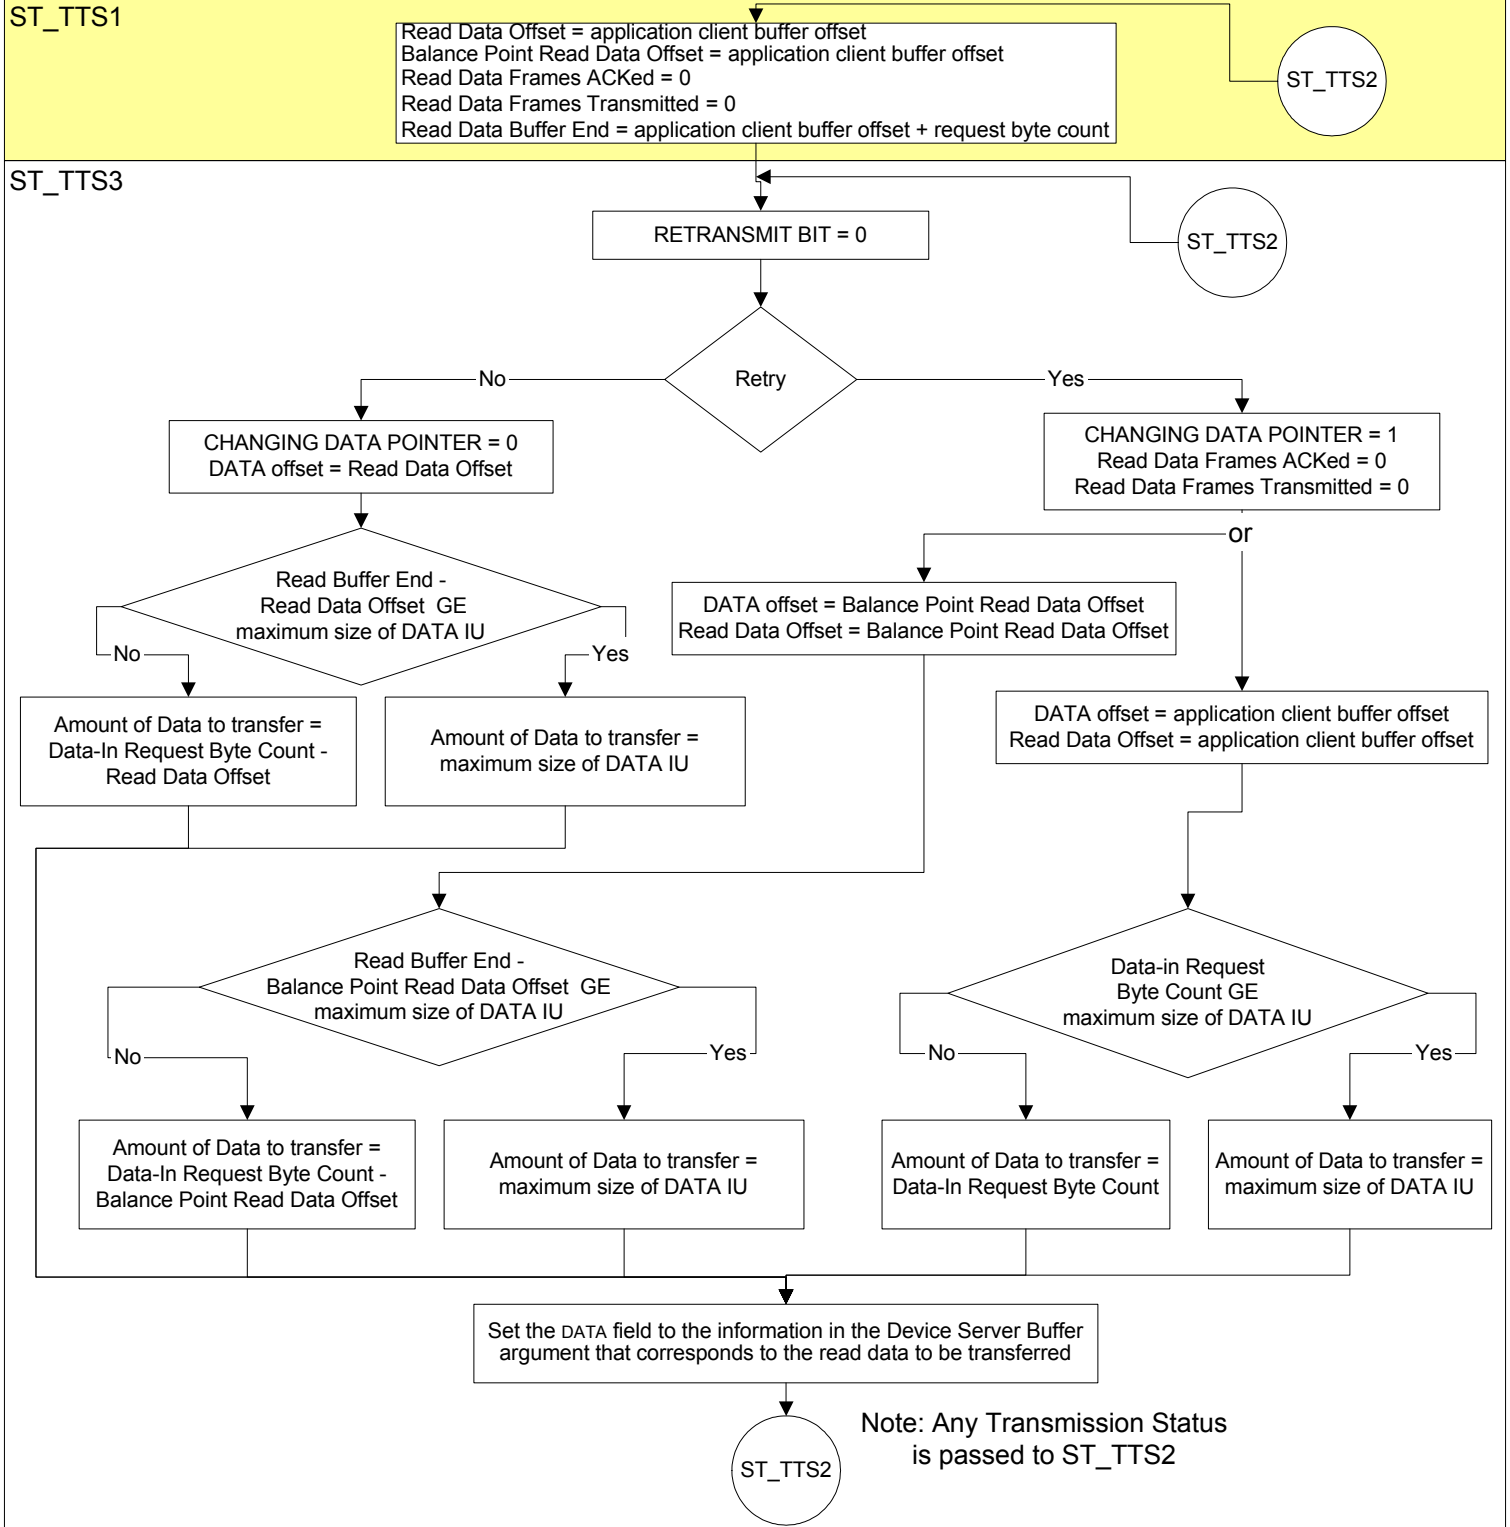 ST_TTS1
Read Data Offset = application client buffer offset
Balance Point Read Data Offset = application client buffer offset
Read Data Frames ACKed = 0
Read Data Frames Transmitted = 0
Read Data Buffer End = application client buffer offset + request byte count
ST_TTS2
ST_TTS3
RETRANSMIT BIT = 0
ST_TTS2
Retry
No
Yes
CHANGING DATA POINTER = 0
DATA offset = Read Data Offset
CHANGING DATA POINTER = 1
Read Data Frames ACKed = 0
Read Data Frames Transmitted = 0
or
Read Buffer End -
Read Data Offset  GE
maximum size of DATA IU
No
Yes
DATA offset = Balance Point Read Data Offset
Read Data Offset = Balance Point Read Data Offset
Amount of Data to transfer =
Data-In Request Byte Count -
Read Data Offset
Amount of Data to transfer =
maximum size of DATA IU
DATA offset = application client buffer offset
Read Data Offset = application client buffer offset
Read Buffer End -
Balance Point Read Data Offset  GE
maximum size of DATA IU
No
Yes
Data-in Request
Byte Count GE
maximum size of DATA IU
No
Yes
Amount of Data to transfer =
Data-In Request Byte Count -
Balance Point Read Data Offset
Amount of Data to transfer =
maximum size of DATA IU
Amount of Data to transfer =
Data-In Request Byte Count
Amount of Data to transfer =
maximum size of DATA IU
Set the DATA field to the information in the Device Server Buffer
argument that corresponds to the read data to be transferred
ST_TTS2
Note: Any Transmission Status
is passed to ST_TTS2